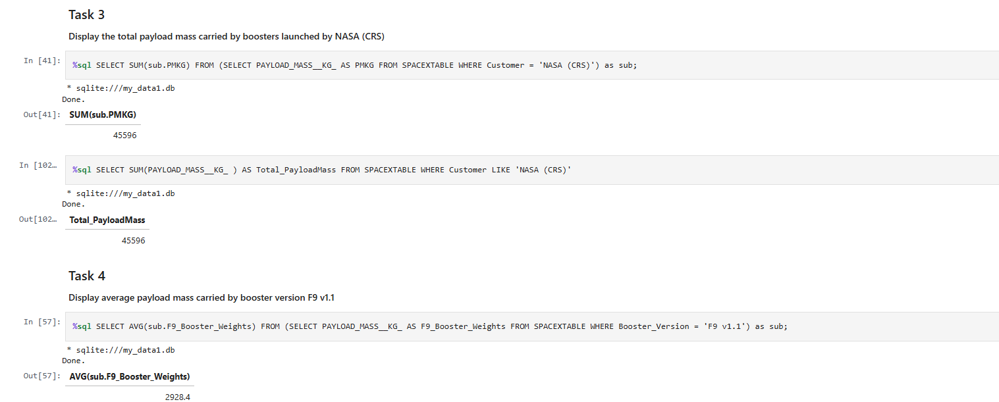 Task 3
Display the total payload mass carried by boosters launched by NASA (CRS)
In [41]: %sql SELECT SUM(sub.PMKG) FROM (SELECT PAYLOAD_MASS__KG_ AS PMKG FROM SPACEXTABLE WHERE Customer = 'NASA (CRS)') as sub;
* sqlite:///my_data1.db
Done.
Out[41]: SUM(sub.PMKG)
45596
In [102… %sql SELECT SUM(PAYLOAD_MASS__KG_ ) AS Total_PayloadMass FROM SPACEXTABLE WHERE Customer LIKE 'NASA (CRS)'
* sqlite:///my_data1.db
Done.
Out[102… Total_PayloadMass
45596
Task 4
Display average payload mass carried by booster version F9 v1.1
In [57]: %sql SELECT AVG(sub.F9_Booster_Weights) FROM (SELECT PAYLOAD_MASS__KG_ AS F9_Booster_Weights FROM SPACEXTABLE WHERE Booster_Version = 'F9 v1.1') as sub;
* sqlite:///my_data1.db
Done.
Out[57]: AVG(sub.F9_Booster_Weights)
2928.4